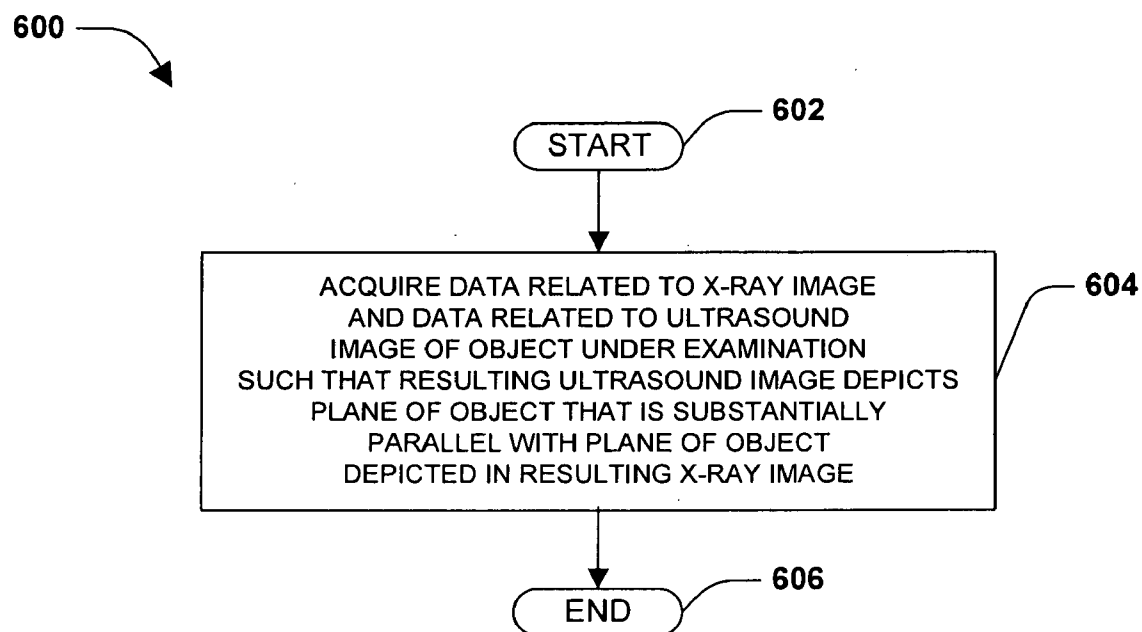 600
602
START
ACQUIRE DATA RELATED TO X-RAY IMAGE
AND DATA RELATED TO ULTRASOUND
IMAGE OF OBJECT UNDER EXAMINATION
SUCH THAT RESULTING ULTRASOUND IMAGE DEPICTS
PLANE OF OBJECT THAT IS SUBSTANTIALLY
PARALLEL WITH PLANE OF OBJECT
DEPICTED IN RESULTING X-RAY IMAGE
604
606
END